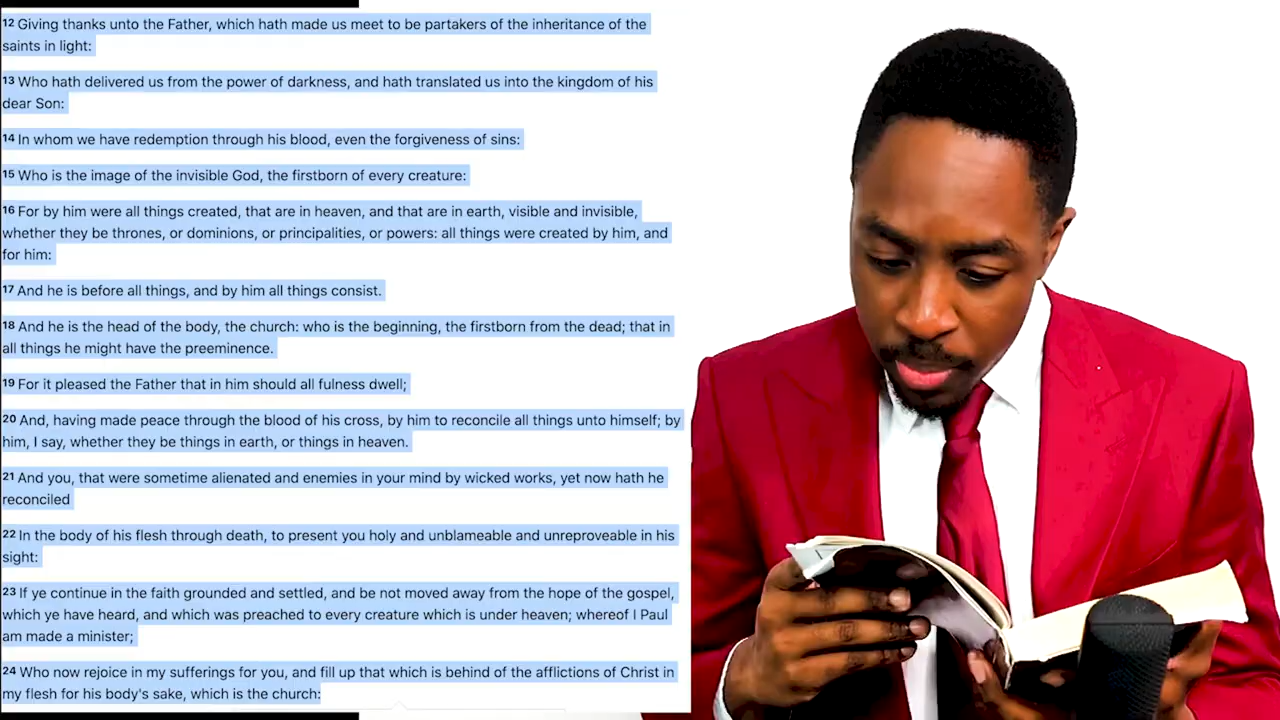 12 Giving thanks unto the Father, which hath made us meet to be partakers of the inheritance of the
saints in light:
13 Who hath delivered us from the power of darkness, and hath translated us into the kingdom of his
dear Son:
14 In whom we have redemption through his blood, even the forgiveness of sins:
15 Who is the image of the invisible God, the firstborn of every creature:
16 For by him were all things created, that are in heaven, and that are in earth, visible and invisible,
whether they be thrones, or dominions, or principalities, or powers: all things were created by him, and
for him:
17 And he is before all things, and by him all things consist.
18 And he is the head of the body, the church: who is the beginning, the firstborn from the dead; that in
all things he might have the preeminence.
19 For it pleased the Father that in him should all fulness dwell;
20 And, having made peace through the blood of his cross, by him to reconcile all things unto himself; by
him, I say, whether they be things in earth, or things in heaven.
21 And you, that were sometime alienated and enemies in your mind by wicked works, yet now hath he
reconciled
22 In the body of his flesh through death, to present you holy and unblameable and unreproveable in his
sight:
23 If ye continue in the faith grounded and settled, and be not moved away from the hope of the gospel,
which ye have heard, and which was preached to every creature which is under heaven; whereof I Paul
am made a minister;
24 Who now rejoice in my sufferings for you, and fill up that which is behind of the afflictions of Christ in
my flesh for his body's sake, which is the church: